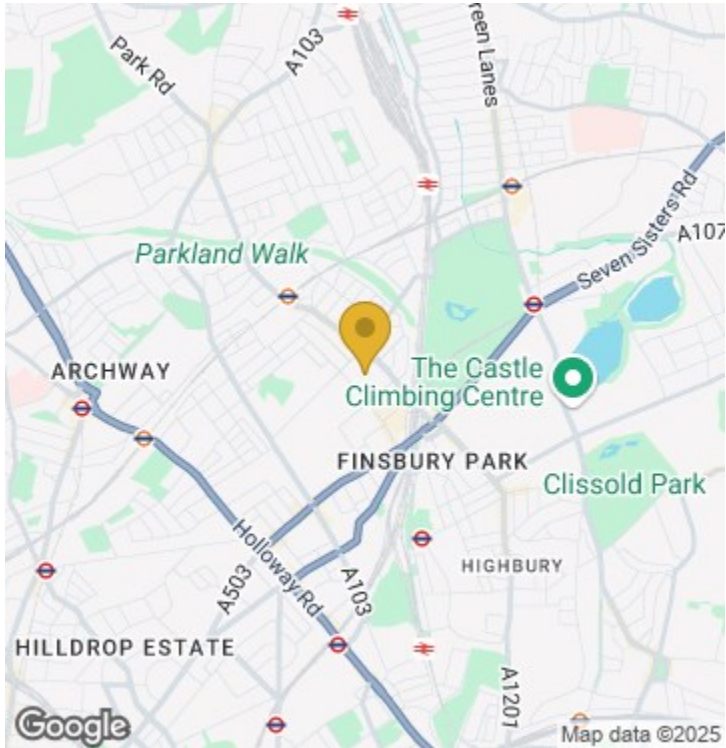 Park Rd
A103
Green Lanes
Seven Sisters Rd
A107
Parkland Walk
ARCHWAY
The Castle
Climbing Centre
FINSBURY PARK
Clissold Park
Holloway Rd
A503
A103
HIGHBURY
HILLDROP ESTATE
A1201
Google
Map data ©2025